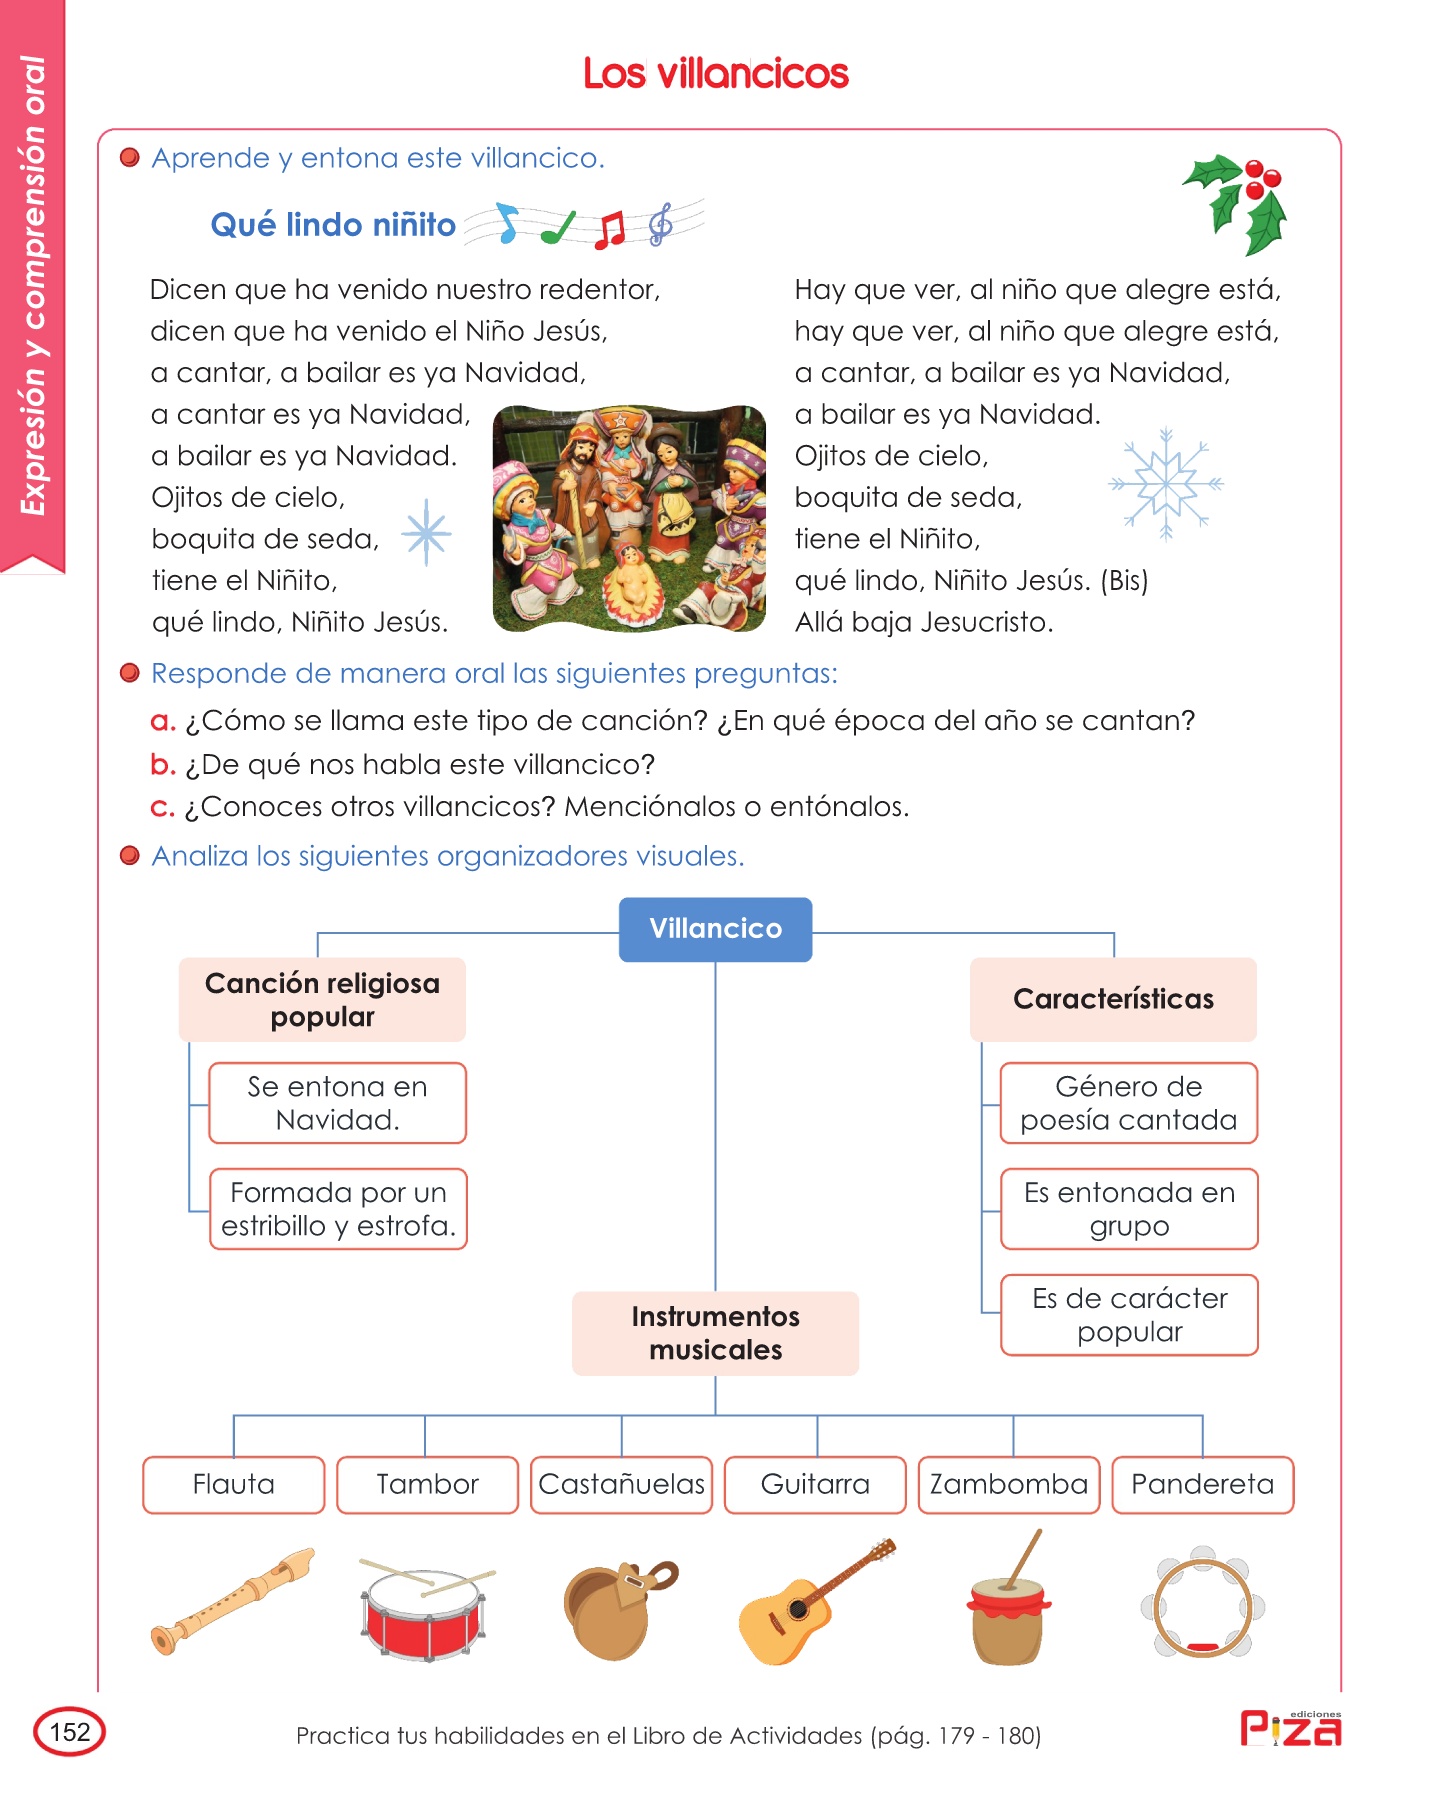 Expresión y comprensión oral
Los villancicos
Aprende y entona este villancico.
Qué lindo niñito
Dicen que ha venido nuestro redentor,
dicen que ha venido el Niño Jesús,
a cantar, a bailar es ya Navidad,
a cantar es ya Navidad,
a bailar es ya Navidad.
Ojitos de cielo,
boquita de seda,
tiene el Niñito,
qué lindo, Niñito Jesús.
Hay que ver, al niño que alegre está,
hay que ver, al niño que alegre está,
a cantar, a bailar es ya Navidad,
a bailar es ya Navidad.
Ojitos de cielo,
boquita de seda,
tiene el Niñito,
qué lindo, Niñito Jesús. (Bis)
Allá baja Jesucristo.
Responde de manera oral las siguientes preguntas:
a. ¿Cómo se llama este tipo de canción? ¿En qué época del año se cantan?
b. ¿De qué nos habla este villancico?
c. ¿Conoces otros villancicos? Menciónalos o entónalos.
Analiza los siguientes organizadores visuales.
Villancico
Canción religiosa
popular
Se entona en
Navidad.
Formada por un
estribillo y estrofa.
Características
Género de
poesía cantada
Es entonada en
grupo
Es de carácter
popular
Instrumentos
musicales
Flauta
Tambor
Castañuelas
Guitarra
Zambomba
Pandereta
152
Practica tus habilidades en el Libro de Actividades (pág. 179 - 180)
ediciones
Piza